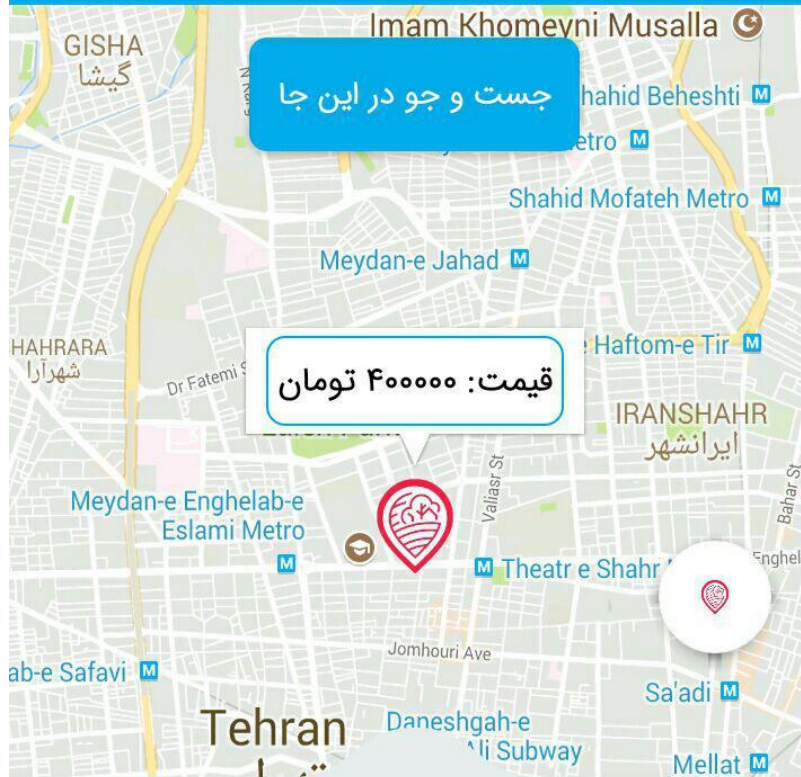 Imam Khomeyni Musalla
GISHA
گیشا
جست و جو در این جا
hahid Beheshti M
etro M
Shahid Mofateh Metro M
Meydan-e Jahad M
HAHRARA
شهرآرا
Haftom-e Tir M
Dr Fatemi
قیمت: ۴۰۰۰۰۰ تومان
IRANSHAHR
ایرانشهر
Valiasr St
Bahar St
Meydan-e Enghelab-e
Eslami Metro
M
M Theatr e Shahr
Enghel
Jomhouri Ave
ab-e Safavi M
Sa'adi M
Tehran
Daneshgah-e
Ali Subway
Mellat M